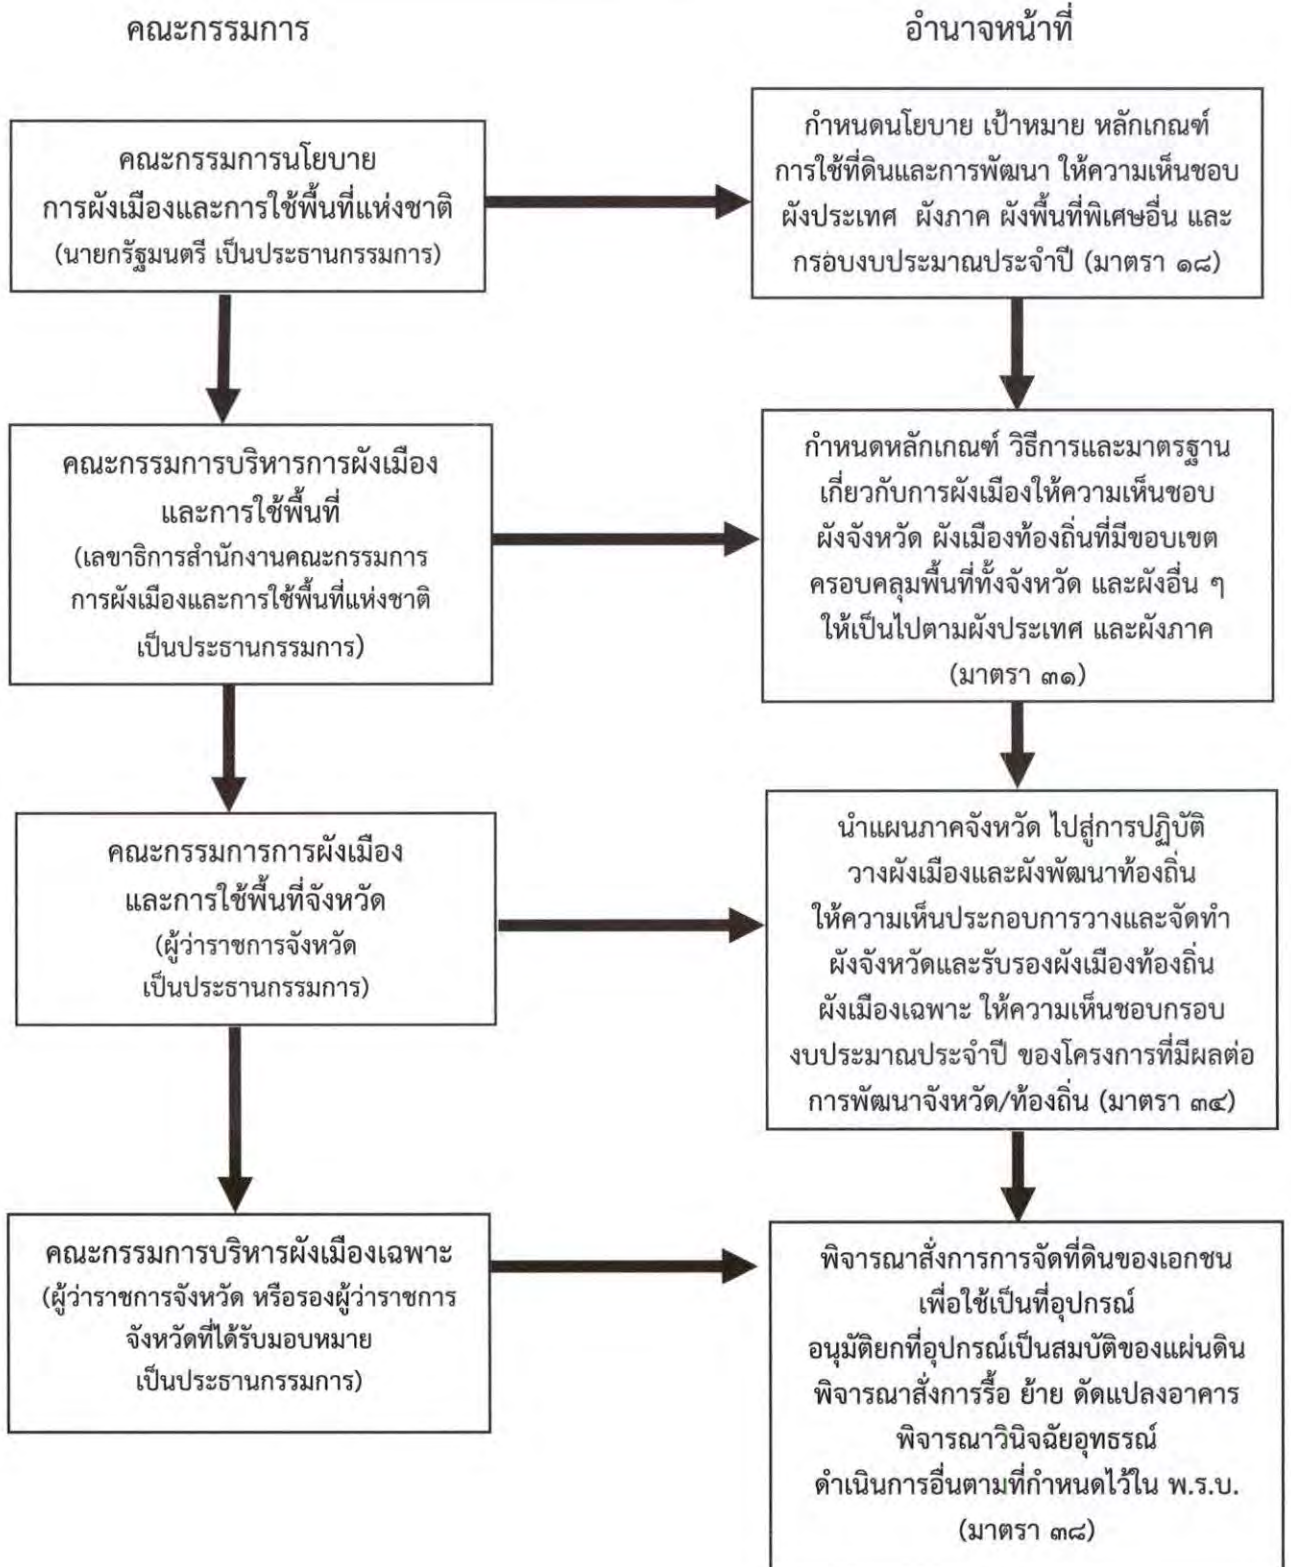 คณะกรรมการ
อำนาจหน้าที่
คณะกรรมการนโยบาย
การผังเมืองและการใช้พื้นที่แห่งชาติ
(นายกรัฐมนตรี เป็นประธานกรรมการ)
กำหนดนโยบาย เป้าหมาย หลักเกณฑ์
การใช้ที่ดินและการพัฒนา ให้ความเห็นชอบ
ผังประเทศ ผังภาค ผังพื้นที่พิเศษอื่น และ
กรอบงบประมาณประจำปี (มาตรา ๑๘)
คณะกรรมการบริหารการผังเมือง
และการใช้พื้นที่
(เลขาธิการสำนักงานคณะกรรมการ
การผังเมืองและการใช้พื้นที่แห่งชาติ
เป็นประธานกรรมการ)
กำหนดหลักเกณฑ์ วิธีการและมาตรฐาน
เกี่ยวกับการผังเมืองให้ความเห็นชอบ
ผังจังหวัด ผังเมืองท้องถิ่นที่มีขอบเขต
ครอบคลุมพื้นที่ทั้งจังหวัด และผังอื่น ๆ
ให้เป็นไปตามผังประเทศ และผังภาค
(มาตรา ๓๑)
คณะกรรมการการผังเมือง
และการใช้พื้นที่จังหวัด
(ผู้ว่าราชการจังหวัด
เป็นประธานกรรมการ)
นำแผนภาคจังหวัด ไปสู่การปฏิบัติ
วางผังเมืองและผังพัฒนาท้องถิ่น
ให้ความเห็นประกอบการวางและจัดทำ
ผังจังหวัดและรับรองผังเมืองท้องถิ่น
ผังเมืองเฉพาะ ให้ความเห็นชอบกรอบ
งบประมาณประจำปี ของโครงการที่มีผลต่อ
การพัฒนาจังหวัด/ท้องถิ่น (มาตรา ๓๔)
คณะกรรมการบริหารผังเมืองเฉพาะ
(ผู้ว่าราชการจังหวัด หรือรองผู้ว่าราชการ
จังหวัดที่ได้รับมอบหมาย
เป็นประธานกรรมการ)
พิจารณาสั่งการการจัดที่ดินของเอกชน
เพื่อใช้เป็นที่อุปกรณ์
อนุมัติยกที่อุปกรณ์เป็นสมบัติของแผ่นดิน
พิจารณาสั่งการรื้อ ย้าย ดัดแปลงอาคาร
พิจารณาวินิจฉัยอุทธรณ์
ดำเนินการอื่นตามที่กำหนดไว้ใน พ.ร.บ.
(มาตรา ๓๘)